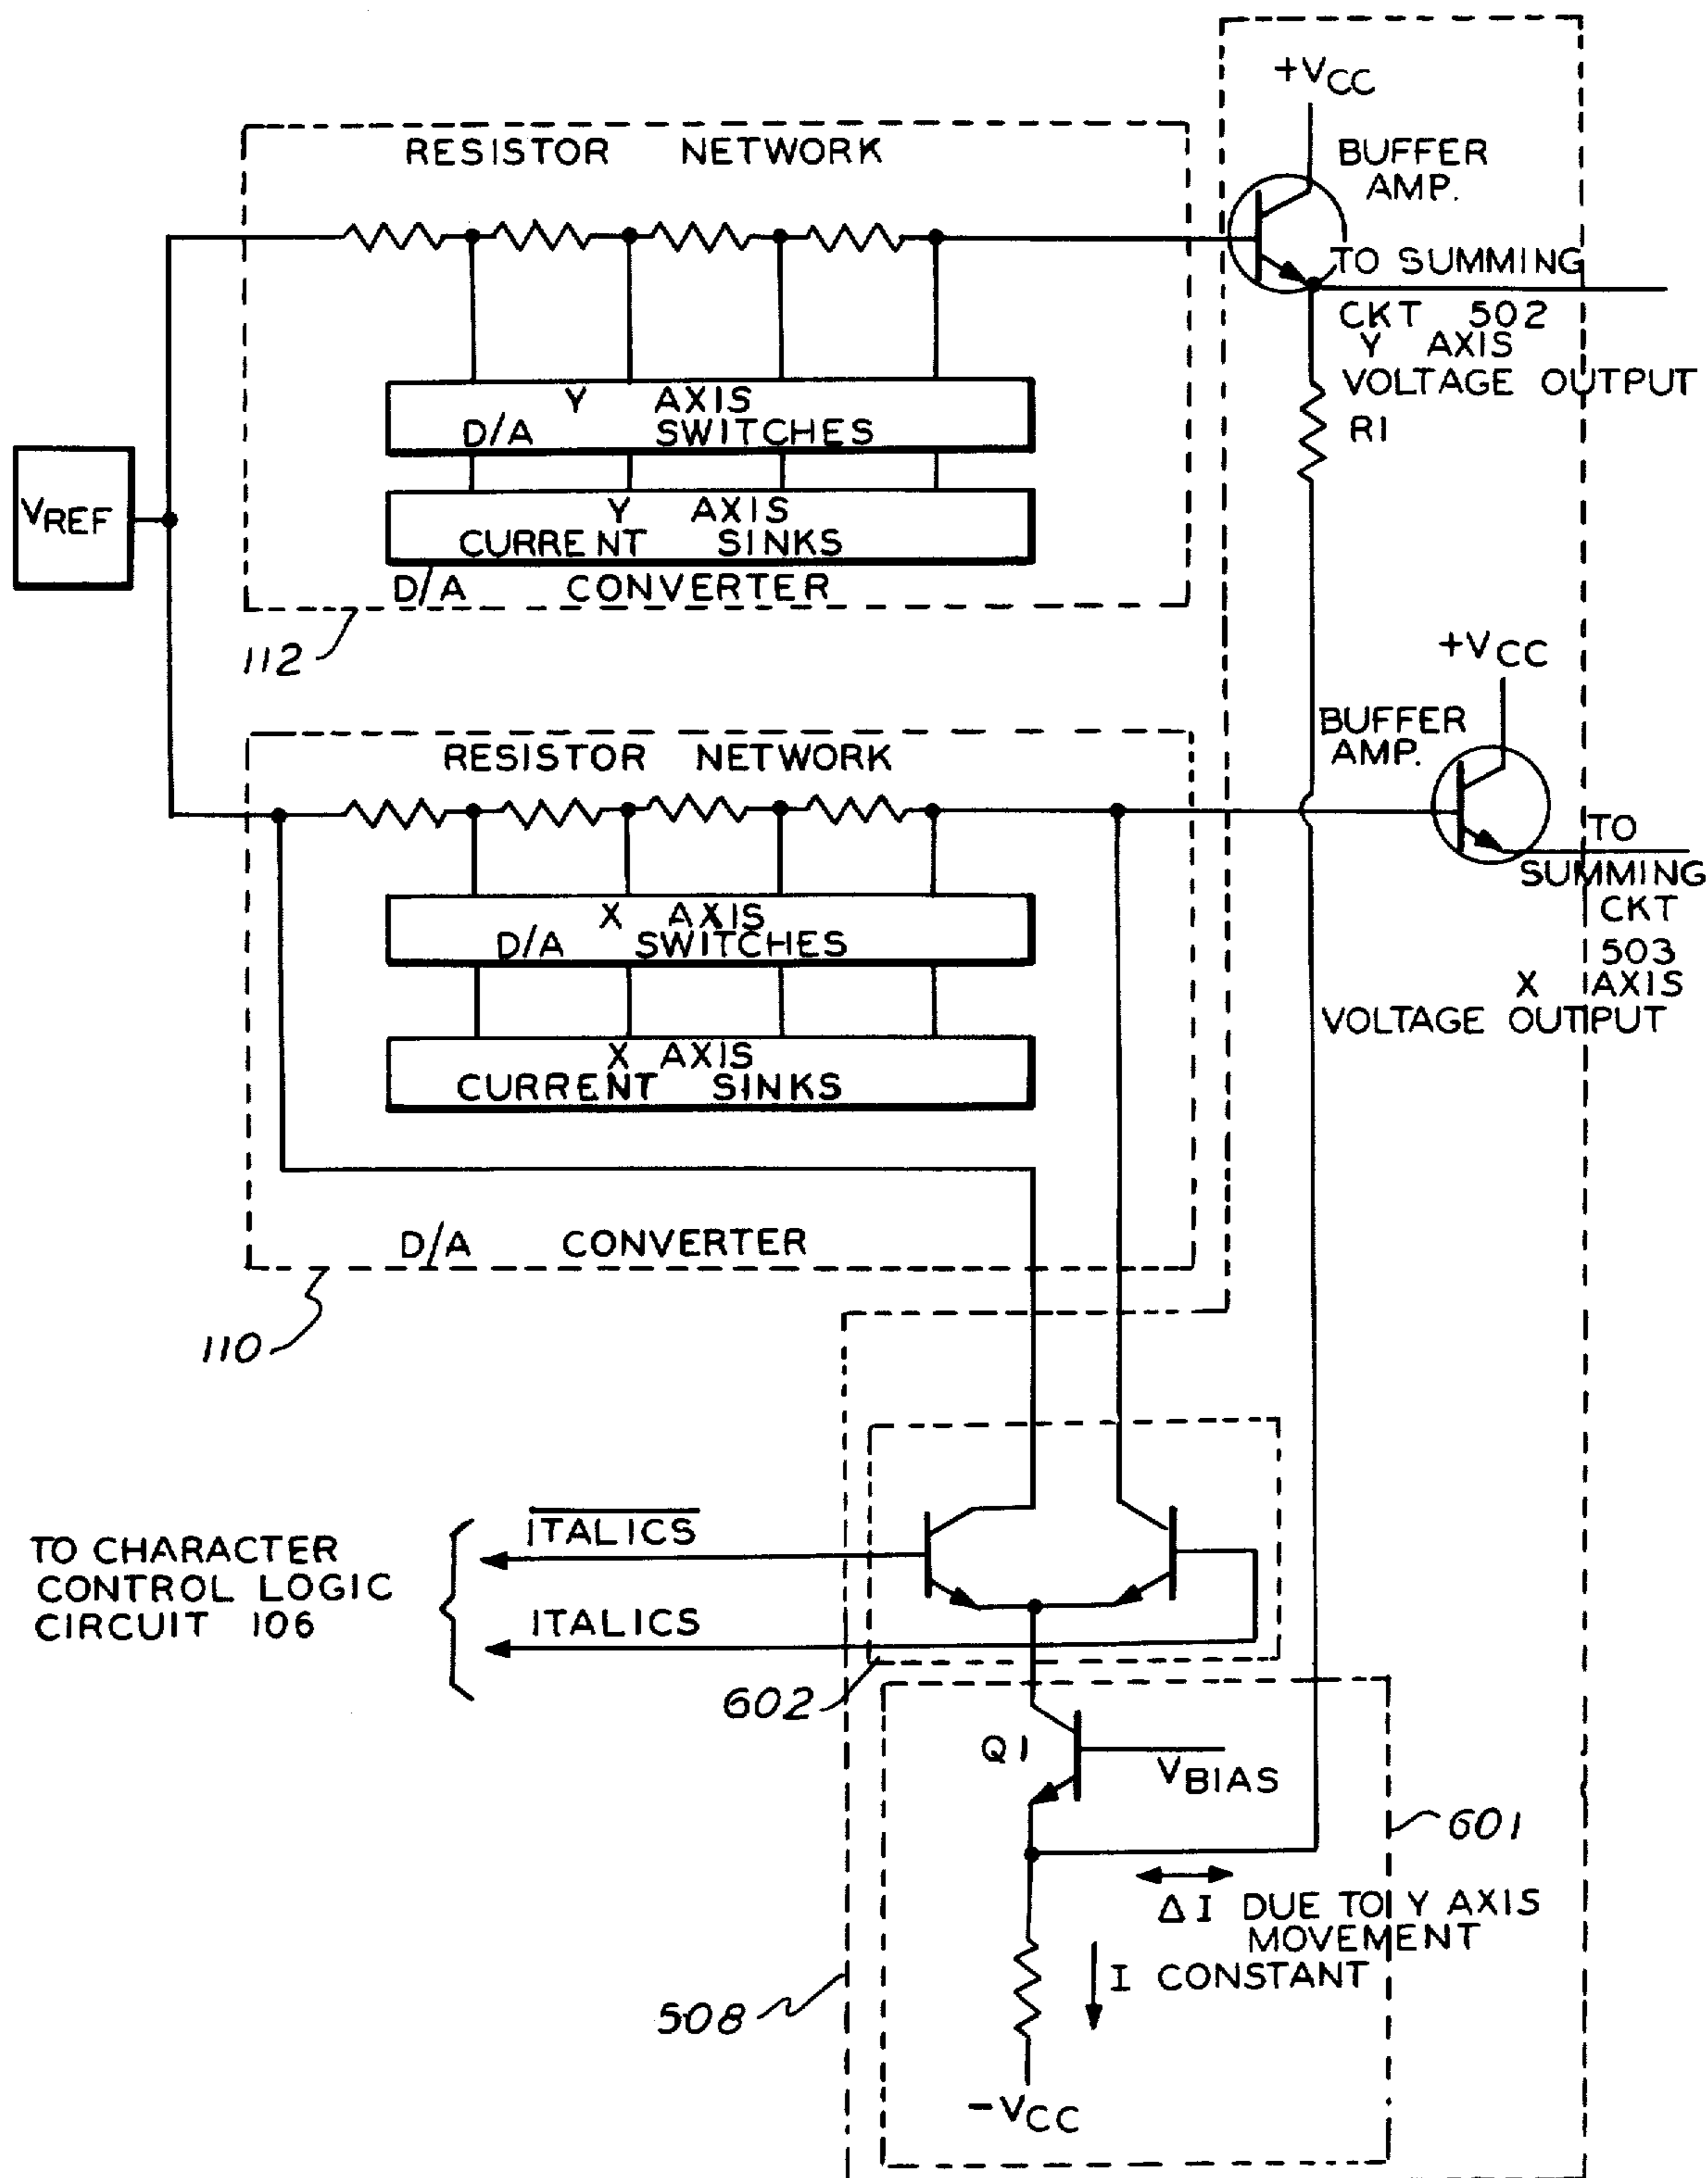 +VCC
BUFFER
AMP.
RESISTOR NETWORK
TO SUMMING
CKT 502
Y AXIS
VOLTAGE OUTPUT
R1
Y AXIS
D/A SWITCHES
VREF
Y AXIS
CURRENT SINKS
D/A CONVERTER
112
+VCC
BUFFER
AMP.
RESISTOR NETWORK
TO
SUMMING
CKT
503
X AXIS
VOLTAGE OUTPUT
X AXIS
D/A SWITCHES
X AXIS
CURRENT SINKS
D/A CONVERTER
110
TO CHARACTER
CONTROL LOGIC
CIRCUIT 106
I̅T̅A̅L̅I̅C̅S̅
ITALICS
602
Q1
VBIAS
601
ΔI DUE TO Y AXIS
MOVEMENT
I CONSTANT
508
-VCC